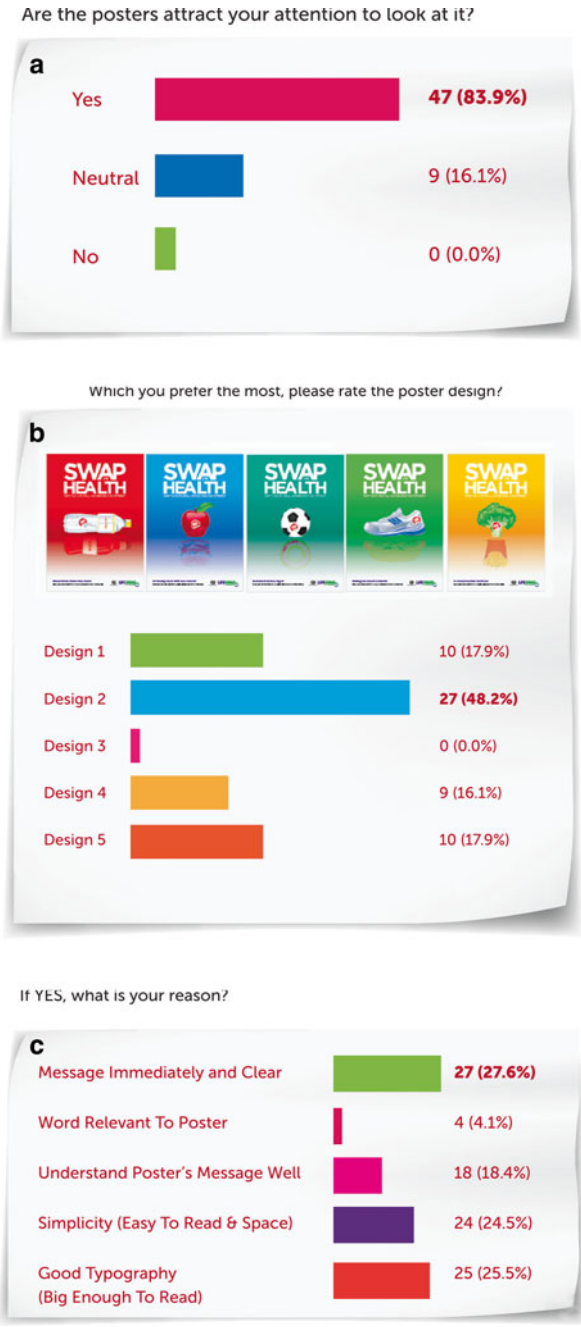 Are the posters attract your attention to look at it?
a
Yes 47 (83.9%)
Neutral 9 (16.1%)
No 0 (0.0%)
Which you prefer the most, please rate the poster design?
b
SWAP SWAP SWAP SWAP SWAP
HEALTH HEALTH HEALTH HEALTH HEALTH
Design 1 10 (17.9%)
Design 2 27 (48.2%)
Design 3 0 (0.0%)
Design 4 9 (16.1%)
Design 5 10 (17.9%)
If YES, what is your reason?
c
Message Immediately and Clear 27 (27.6%)
Word Relevant To Poster 4 (4.1%)
Understand Poster's Message Well 18 (18.4%)
Simplicity (Easy To Read & Space) 24 (24.5%)
Good Typography 25 (25.5%)
(Big Enough To Read)